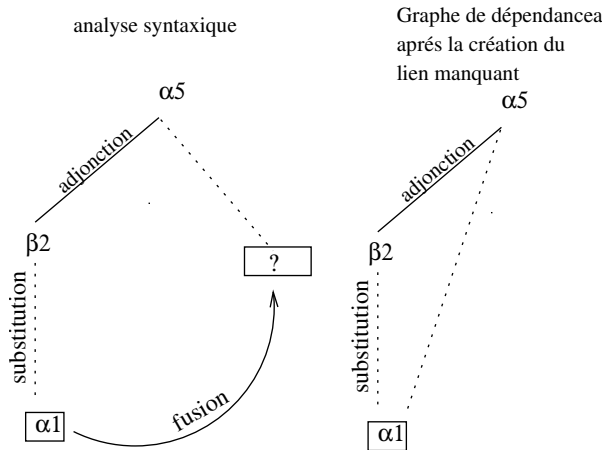 analyse syntaxique
α5
adjonction
β2
?
substitution
fusion
α1
Graphe de dépendancea
aprés la création du
lien manquant
α5
adjonction
β2
substitution
α1